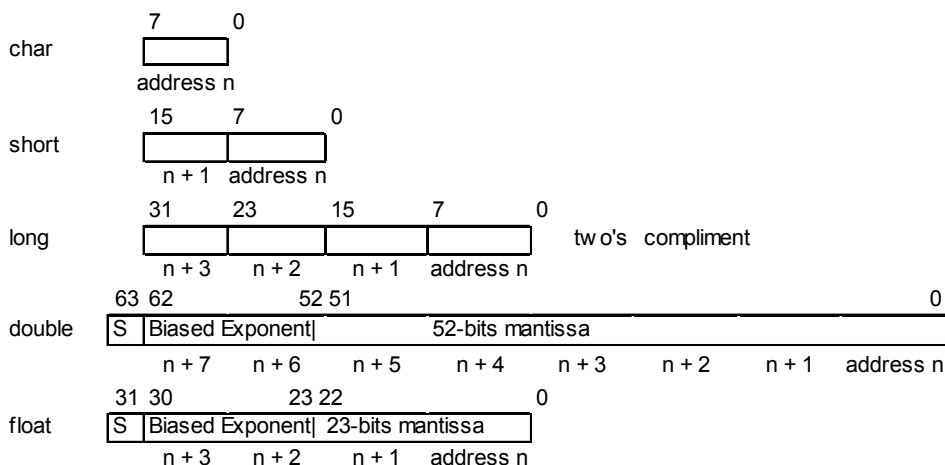 7 0
char
address n
15 7 0
short
n + 1 address n
31 23 15 7 0
long two's compliment
n + 3 n + 2 n + 1 address n
63 62 52 51 0
double S Biased Exponent| 52-bits mantissa
n + 7 n + 6 n + 5 n + 4 n + 3 n + 2 n + 1 address n
31 30 23 22 0
float S Biased Exponent| 23-bits mantissa
n + 3 n + 2 n + 1 address n